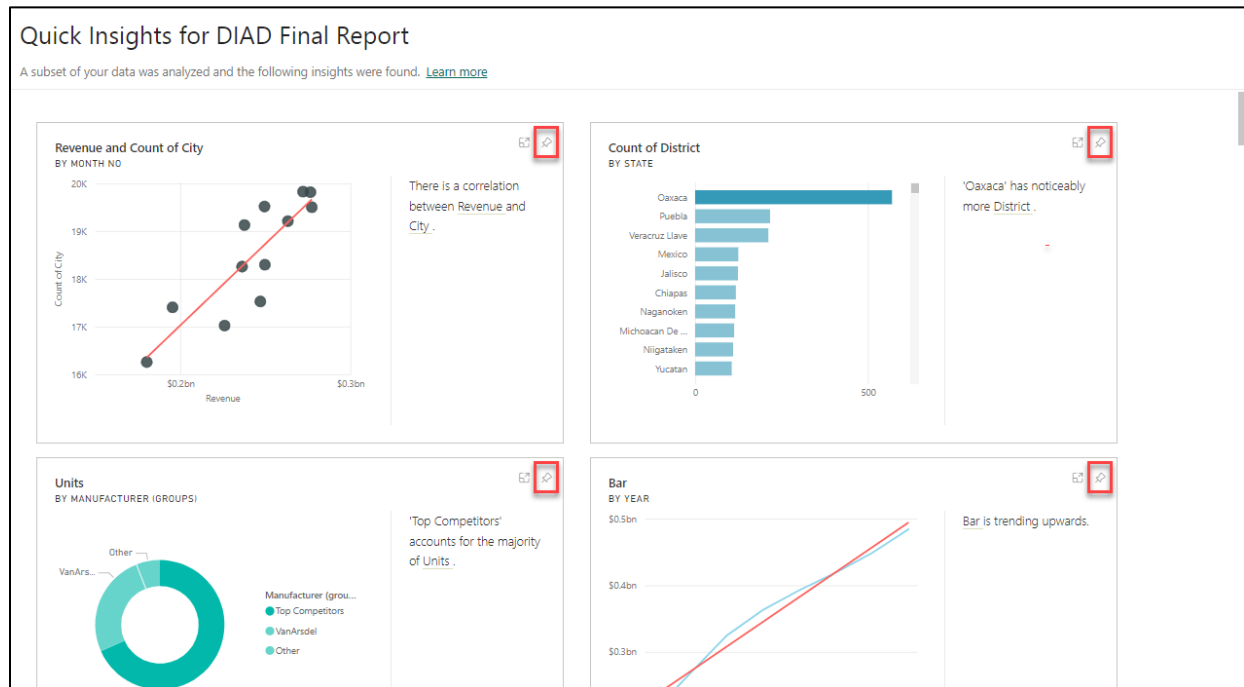 Quick Insights for DIAD Final Report
A subset of your data was analyzed and the following insights were found. Learn more
Revenue and Count of City
BY MONTH NO
20K
19K
18K
17K
16K
Count of City
$0.2bn
$0.3bn
Revenue
There is a correlation
between Revenue and
City .
Count of District
BY STATE
Oaxaca
Puebla
Veracruz Llave
Mexico
Jalisco
Chiapas
Naganoken
Michoacan De ...
Niigataken
Yucatan
0
500
'Oaxaca' has noticeably
more District .
Units
BY MANUFACTURER (GROUPS)
Other
VanArs...
Manufacturer (grou...
Top Competitors
VanArsdel
Other
'Top Competitors'
accounts for the majority
of Units .
Bar
BY YEAR
$0.5bn
$0.4bn
$0.3bn
Bar is trending upwards.